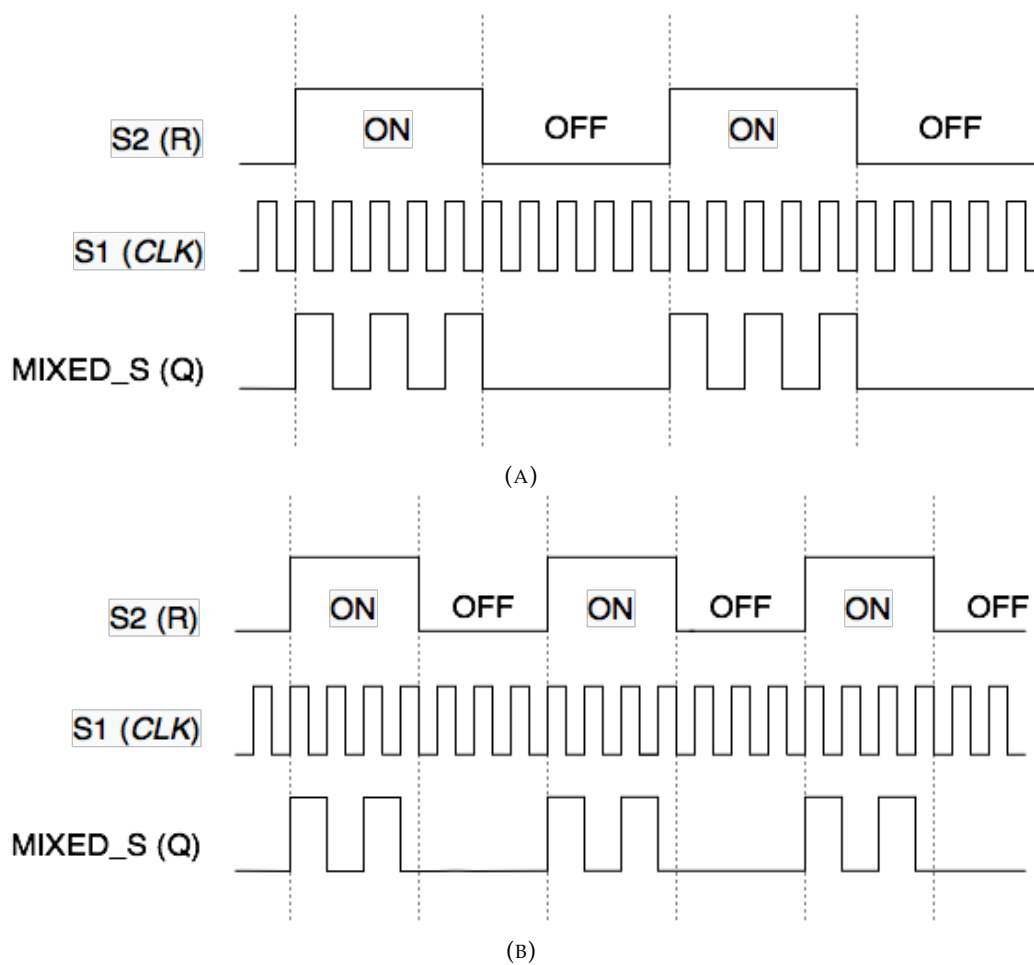 ON OFF ON OFF
S2 (R)
S1 (CLK)
MIXED_S (Q)
(A)
ON OFF ON OFF ON OFF
S2 (R)
S1 (CLK)
MIXED_S (Q)
(B)